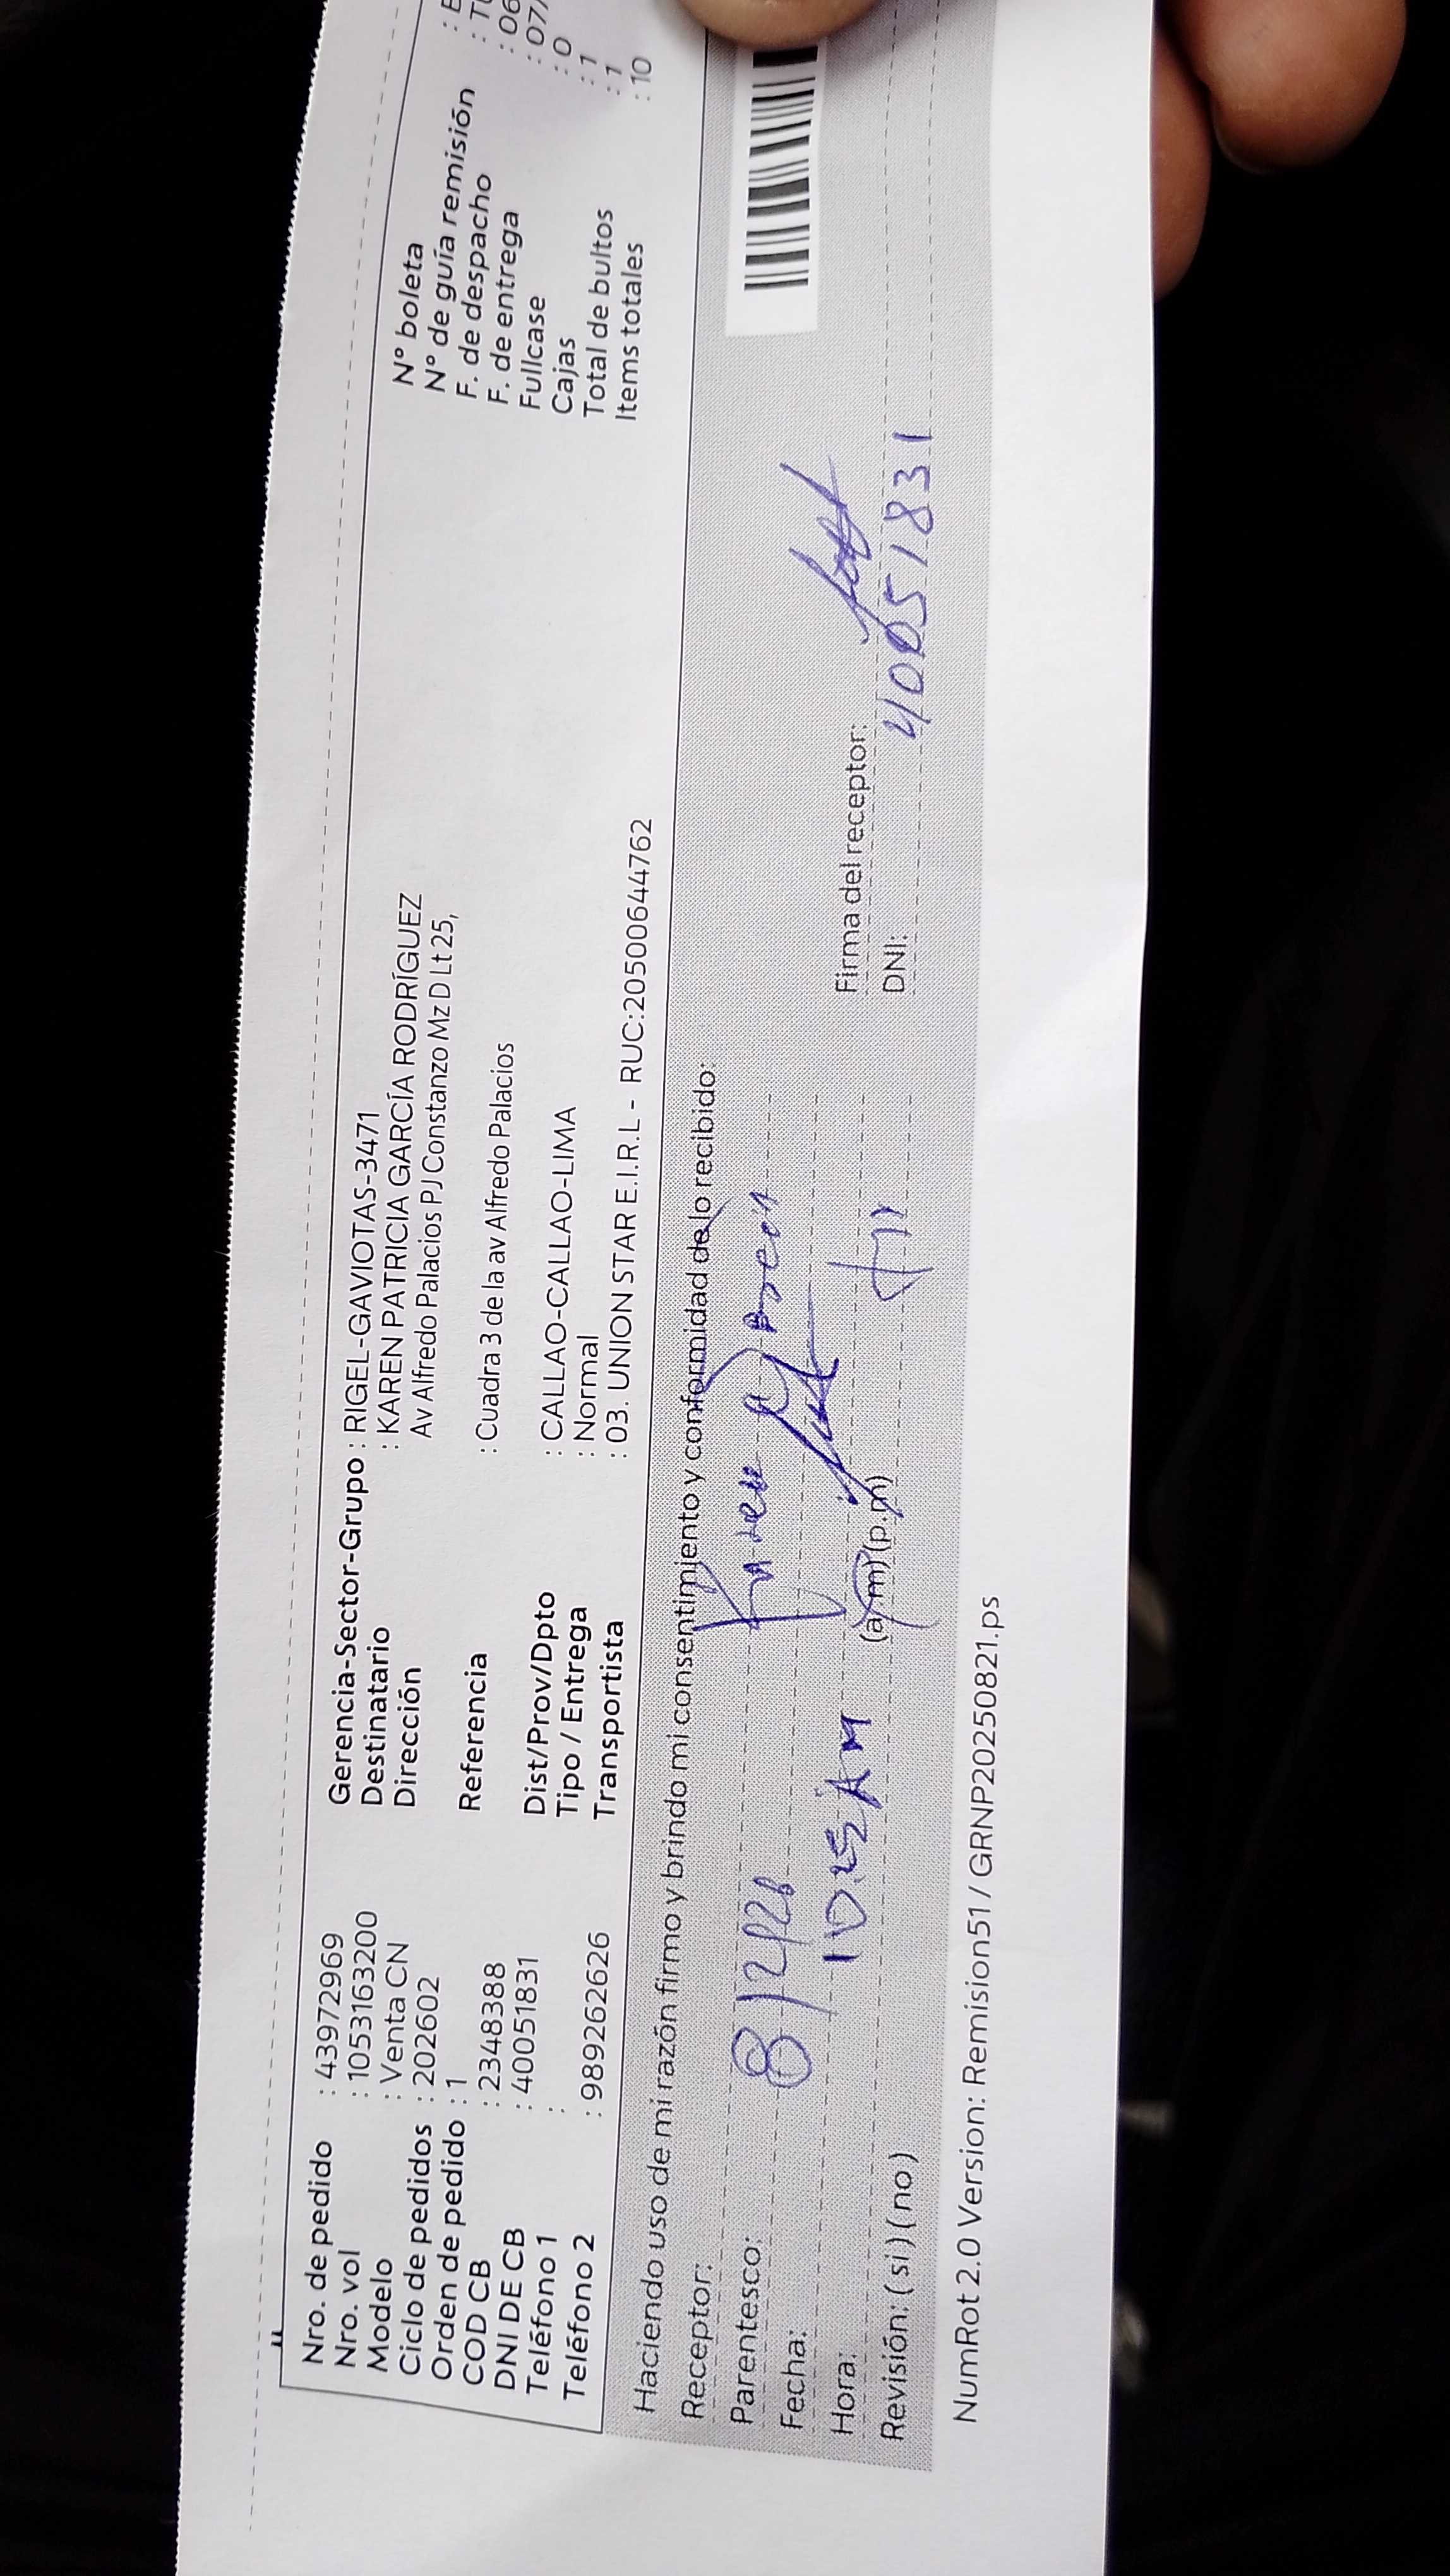 Nro. de pedido : 43972969
Nro. vol : 1053163200
Modelo : Venta CN
Ciclo de pedidos : 202602
Orden de pedido : 1
COD CB : 2348388
DNI DE CB : 40051831
Teléfono 1 :
Teléfono 2 : 989262626
Gerencia-Sector-Grupo : RIGEL-GAVIOTAS-3471
Destinatario : KAREN PATRICIA GARCÍA RODRÍGUEZ
Dirección Av Alfredo Palacios PJ Constanzo Mz D Lt 25,
Referencia : Cuadra 3 de la av Alfredo Palacios
Dist/Prov/Dpto : CALLAO-CALLAO-LIMA
Tipo / Entrega : Normal
Transportista : 03. UNION STAR E.I.R.L - RUC:20500644762
N° boleta : E
N° de guía remisión : T
F. de despacho : 06
F. de entrega : 07/
Fullcase : 0
Cajas : 1
Total de bultos : 1
Items totales : 10
Haciendo uso de mi razón firmo y brindo mi consentimiento y conformidad de lo recibido:
Receptor:
Parentesco: Karen
Fecha: 8/2/26
Hora: 10:25 AM (a.m) (p.m)
Revisión: ( si ) ( no )
Firma del receptor:
DNI: 40051831
NumRot 2.0 Version: Remision51 / GRNP20250821.ps